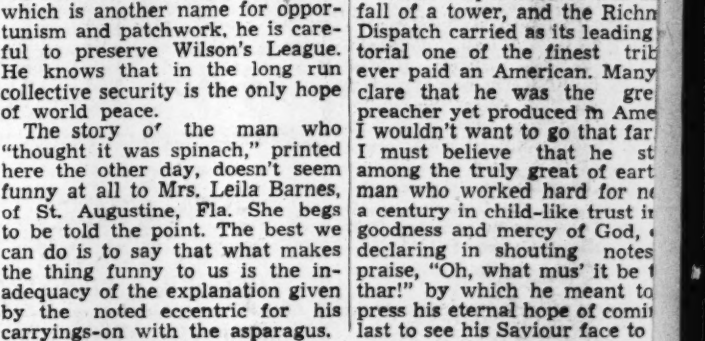 which is another name for oppor-
tunism and patchwork, he is care-
ful to preserve Wilson's League.
He knows that in the long run
collective security is the only hope
of world peace.
The story of the man who
"thought it was spinach," printed
here the other day, doesn't seem
funny at all to Mrs. Leila Barnes,
of St. Augustine, Fla. She begs
to be told the point. The best we
can do is to say that what makes
the thing funny to us is the in-
adequacy of the explanation given
by the noted eccentric for his
carryings-on with the asparagus.
fall of a tower, and the
Dispatch carried as its leading
torial one of the finest
ever paid an American. Many
clare that he was the
preacher yet produced in
I wouldn't want to go that far
I must believe that he
among the truly great of
man who worked hard for
a century in child-like trust
goodness and mercy of God,
declaring in shouting notes
praise, "Oh, what mus' it be
thar!" by which he meant to
press his eternal hope of
last to see his Saviour face to